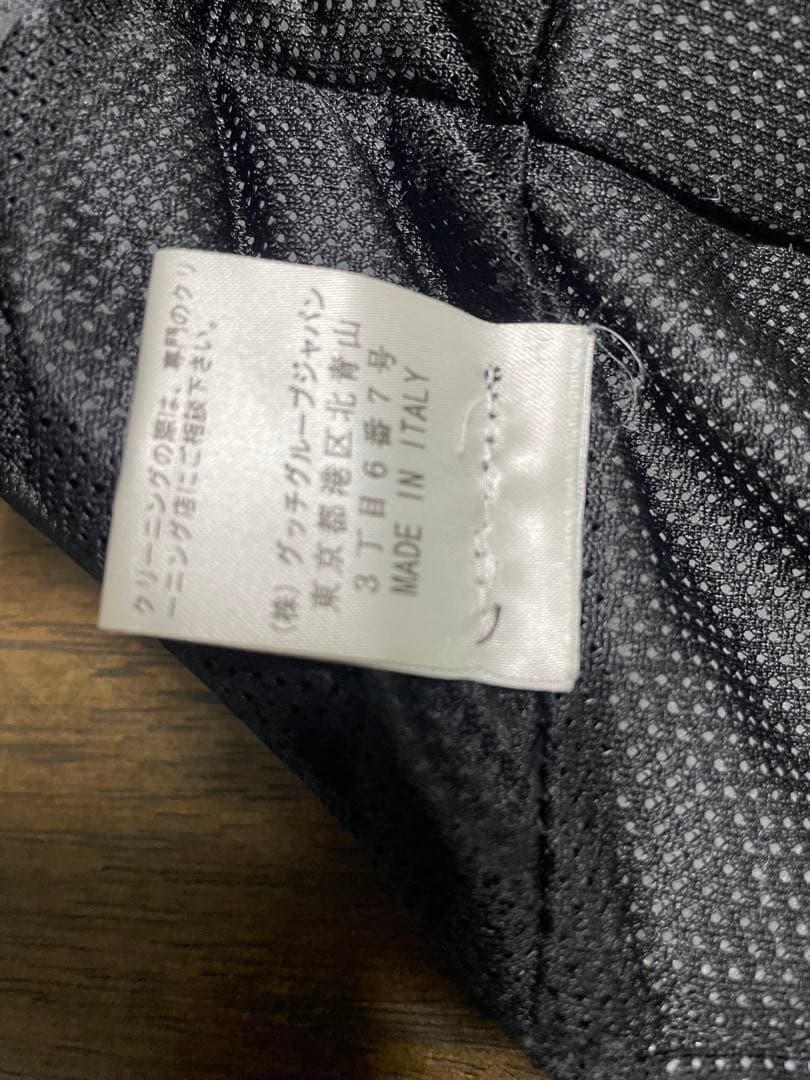 クリーニングの際は、専門のクリ
ーニング店にご相談下さい。
(株) グッチグループジャパン
東京都港区北青山
3丁目6番7号
MADE IN ITALY